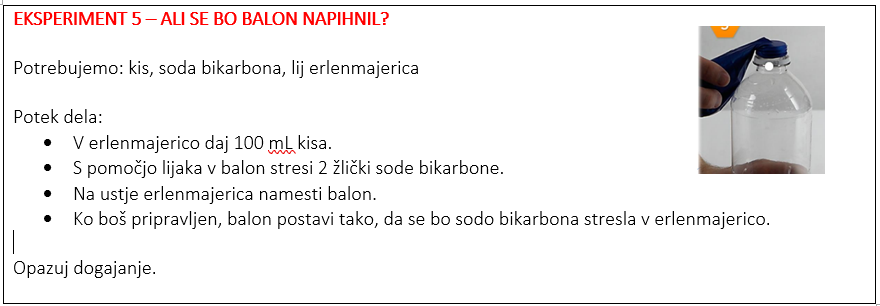 EKSPERIMENT 5 – ALI SE BO BALON NAPIHNIL?
Potrebujemo: kis, soda bikarbona, lij erlenmajerica
Potek dela:
• V erlenmajerico daj 100 mL kisa.
• S pomočjo lijaka v balon stresi 2 žlički sode bikarbone.
• Na ustje erlenmajerica namesti balon.
• Ko boš pripravljen, balon postavi tako, da se bo sodo bikarbona stresla v erlenmajerico.
Opazuj dogajanje.